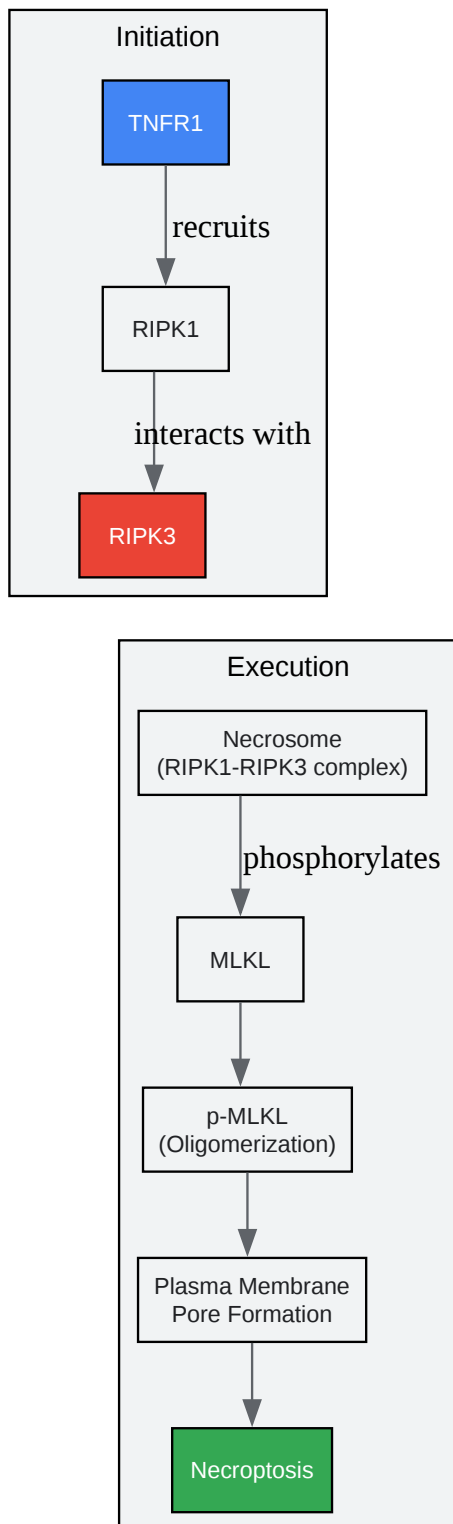 Initiation
TNFR1
recruits
RIPK1
interacts with
RIPK3
Execution
Necrosome
(RIPK1-RIPK3 complex)
phosphorylates
MLKL
p-MLKL
(Oligomerization)
Plasma Membrane
Pore Formation
Necroptosis